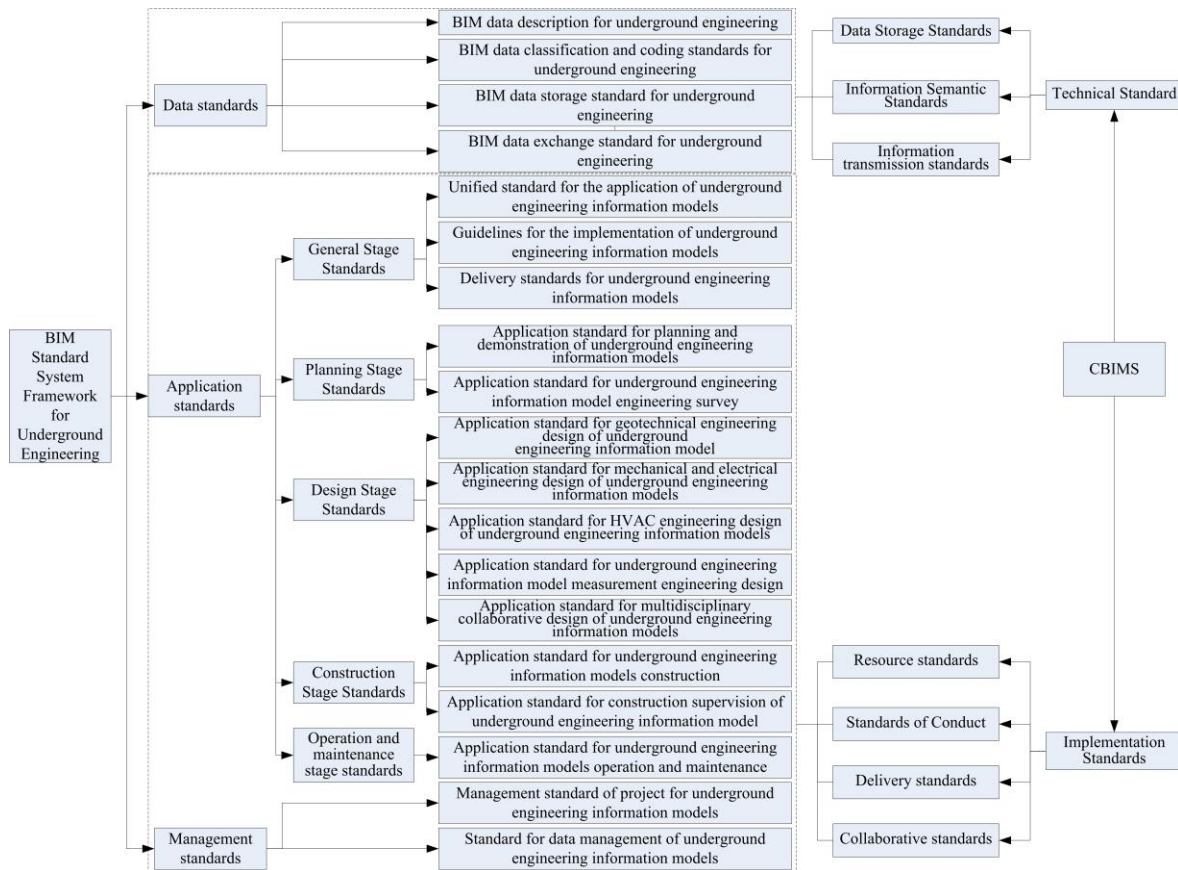 BIM
Standard
System
Framework
for
Underground
Engineering
Data standards
Application
standards
Management
standards
General Stage
Standards
Planning Stage
Standards
Design Stage
Standards
Construction
Stage Standards
Operation and
maintenance
stage standards
BIM data description for underground engineering
BIM data classification and coding standards for
underground engineering
BIM data storage standard for underground
engineering
BIM data exchange standard for underground
engineering
Unified standard for the application of underground
engineering information models
Guidelines for the implementation of underground
engineering information models
Delivery standards for underground engineering
information models
Application standard for planning and
demonstration of underground engineering
information models
Application standard for underground engineering
information model engineering survey
Application standard for geotechnical engineering
design of underground
engineering information model
Application standard for mechanical and electrical
engineering design of underground engineering
information models
Application standard for HVAC engineering design
of underground engineering information models
Application standard for underground engineering
information model measurement engineering design
Application standard for multidisciplinary
collaborative design of underground engineering
information models
Application standard for underground engineering
information models construction
Application standard for construction supervision of
underground engineering information model
Application standard for underground engineering
information models operation and maintenance
Management standard of project for underground
engineering information models
Standard for data management of underground
engineering information models
Data Storage Standards
Information Semantic
Standards
Information
transmission standards
Technical Standard
CBIMS
Resource standards
Standards of Conduct
Delivery standards
Collaborative standards
Implementation
Standards